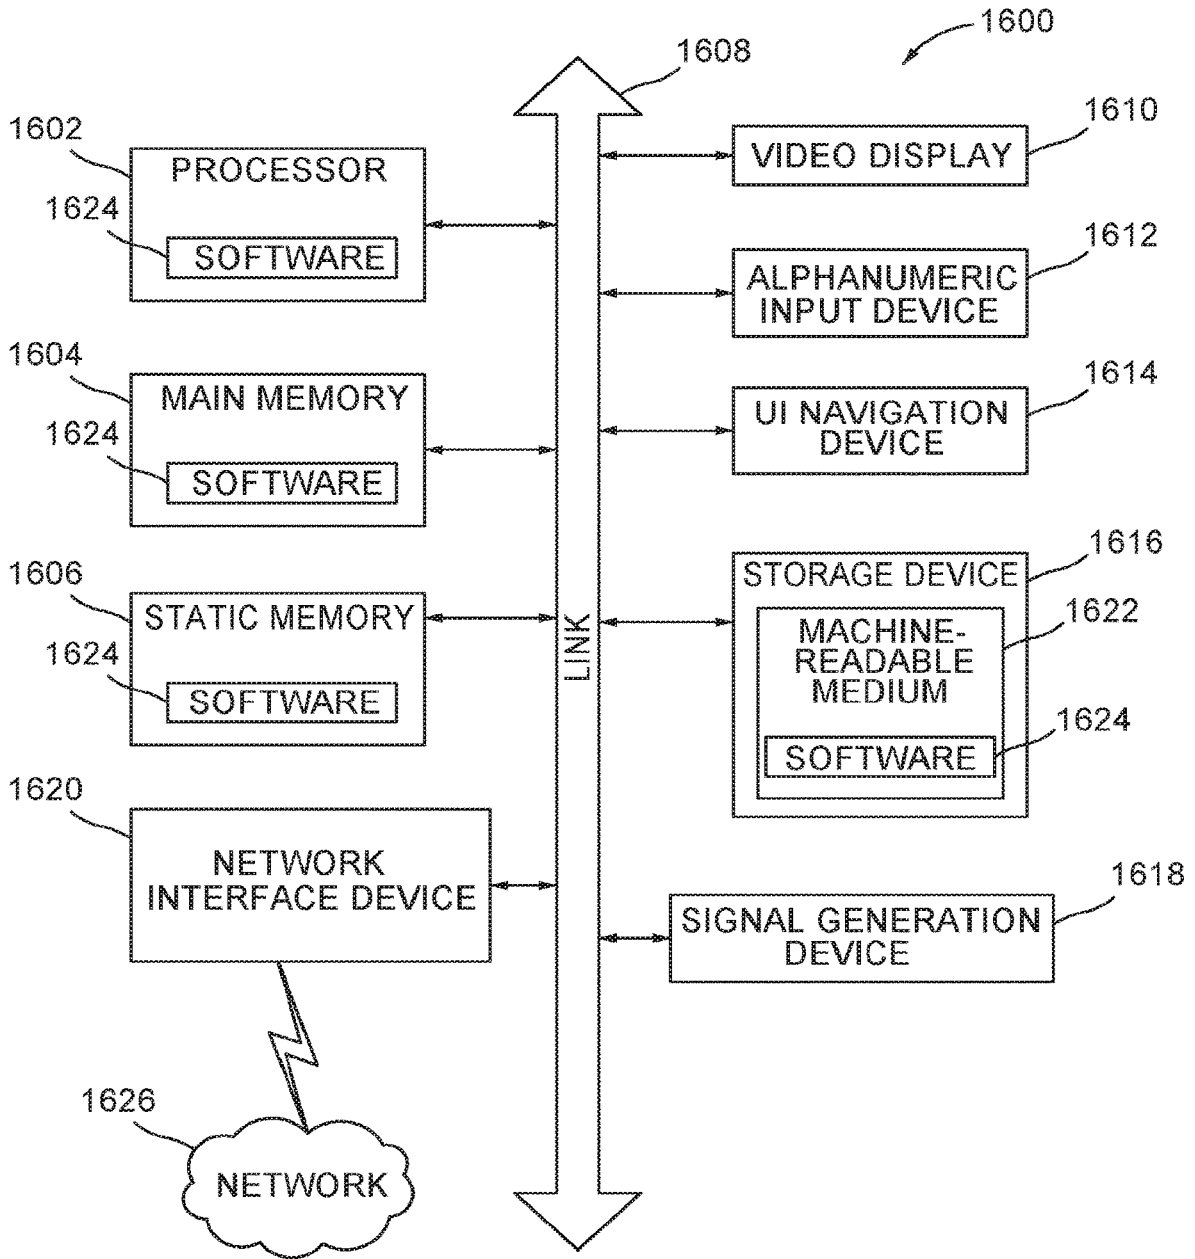 1600
1608
1602
PROCESSOR
1624
SOFTWARE
1604
MAIN MEMORY
1624
SOFTWARE
1606
STATIC MEMORY
1624
SOFTWARE
1620
NETWORK
INTERFACE DEVICE
1626
NETWORK
LINK
1610
VIDEO DISPLAY
1612
ALPHANUMERIC
INPUT DEVICE
1614
UI NAVIGATION
DEVICE
1616
STORAGE DEVICE
1622
MACHINE-
READABLE
MEDIUM
1624
SOFTWARE
1618
SIGNAL GENERATION
DEVICE